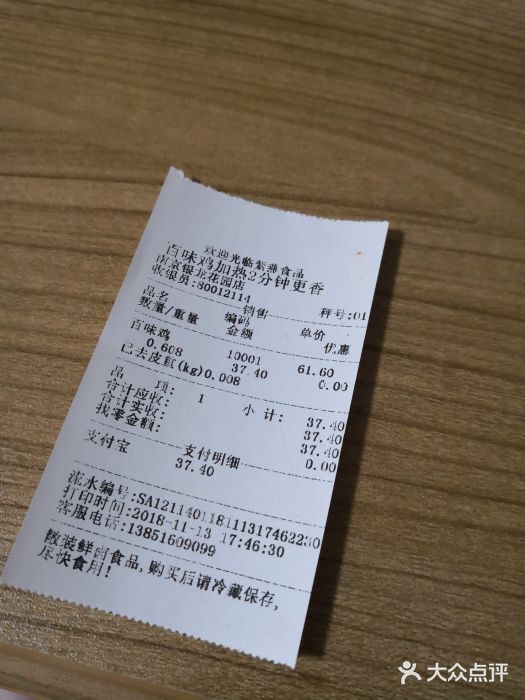 欢迎光临紫燕食品
百味鸡加热2分钟更香
南京银龙花园店
收银员:80012114 销售 秤号:01
品名 编码 单价
数量/重量 金额 优惠
百味鸡 10001 61.60
0.608 37.40 0.00
已去皮重(kg)0.008
品 项: 1 小 计: 37.40
合计应收: 37.40
合计实收: 37.40
找零金额: 0.00
支付明细
支付宝 37.40
流水编号:SA121140118111317462230
打印时间:2018-11-13 17:46:30
客服电话:13851609099
散装鲜卤食品,购买后请冷藏保存,
尽快食用!
大众点评